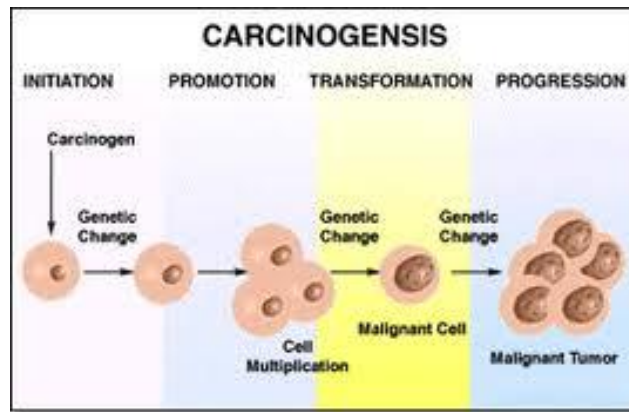 CARCINOGENSIS
INITIATION PROMOTION TRANSFORMATION PROGRESSION
Carcinogen
Genetic
Change
Genetic
Change
Genetic
Change
Cell
Multiplication
Malignant Cell
Malignant Tumor